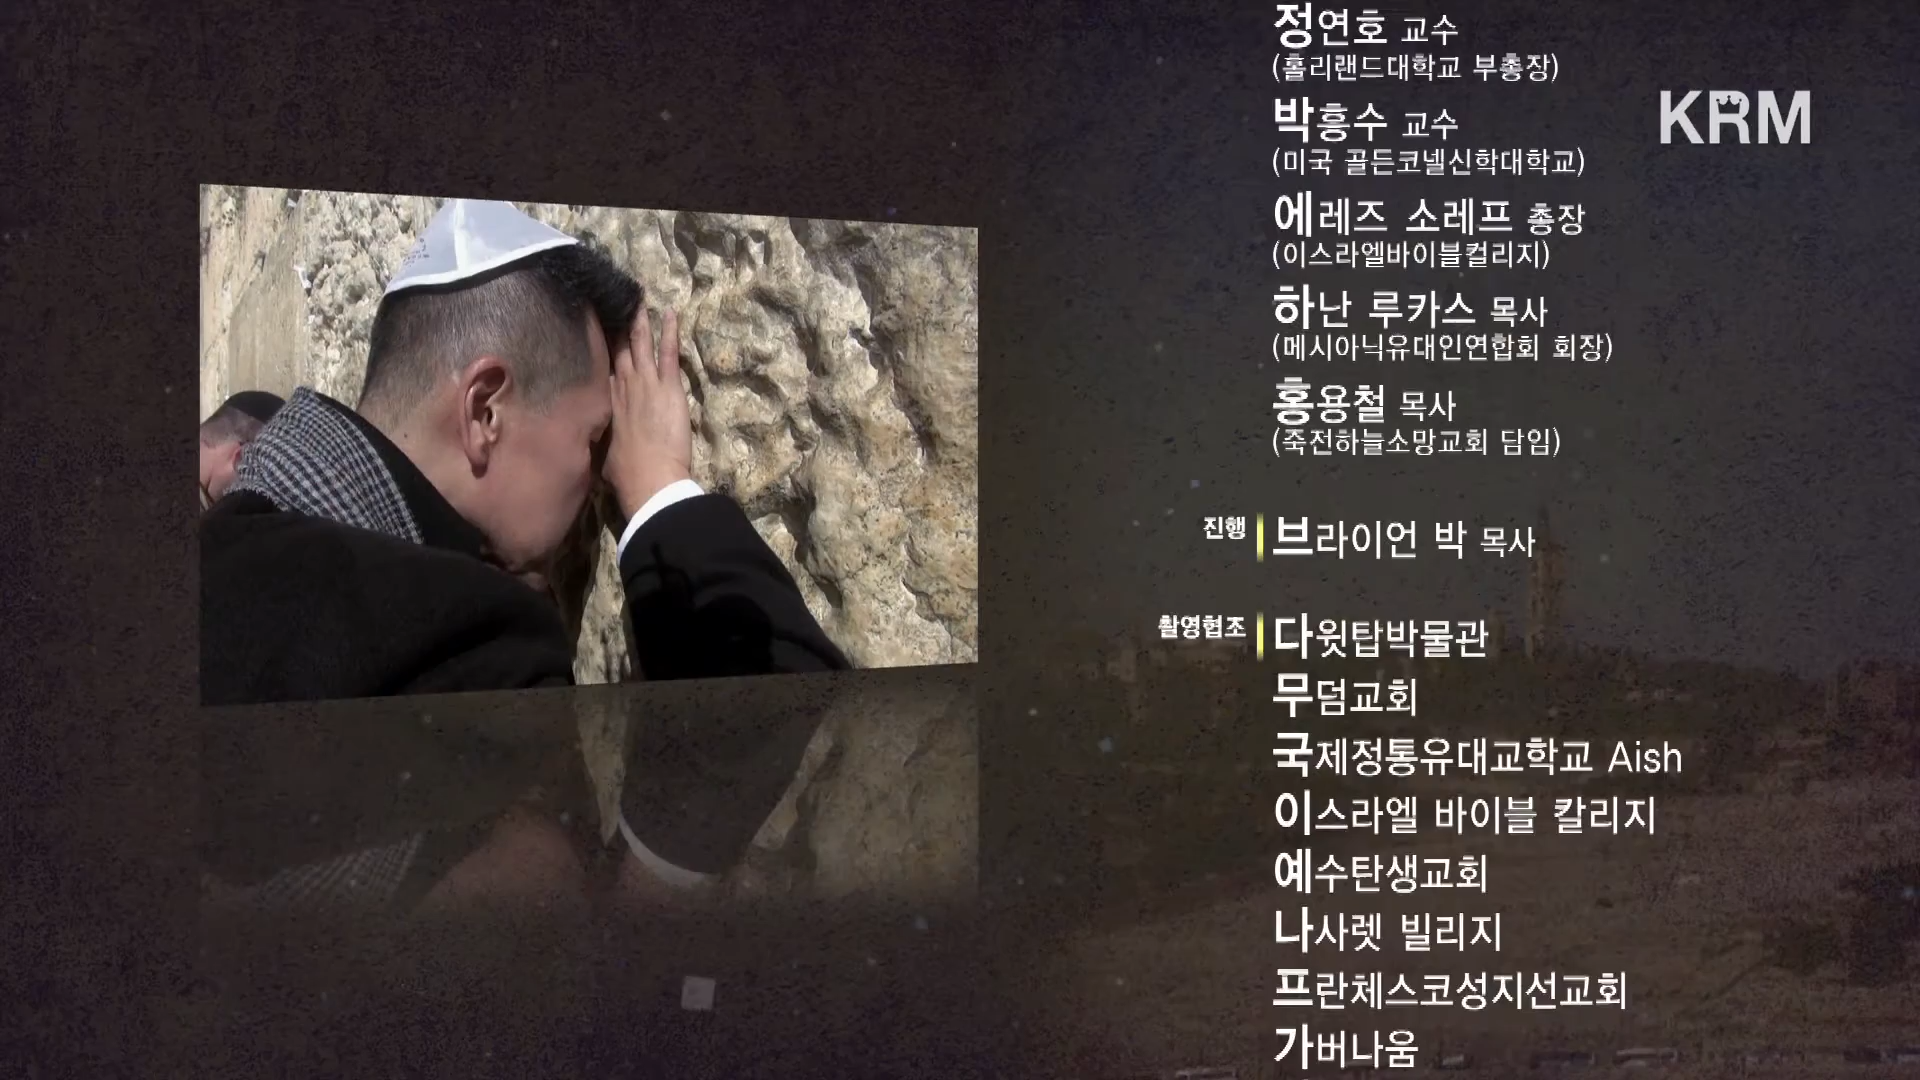 정연호 교수
(홀리랜드대학교 부총장)
KRM
박흥수 교수
(미국 골든코넬신학대학교)
에레즈 소레프 총장
(이스라엘바이블컬리지)
하난 루카스 목사
(메시아닉유대인연합회 회장)
홍용철 목사
(죽전하늘소망교회 담임)
진행 브라이언 박 목사
촬영협조 다윗탑박물관
무덤교회
국제정통유대교학교 Aish
이스라엘 바이블 칼리지
예수탄생교회
나사렛 빌리지
프란체스코성지선교회
가버나움